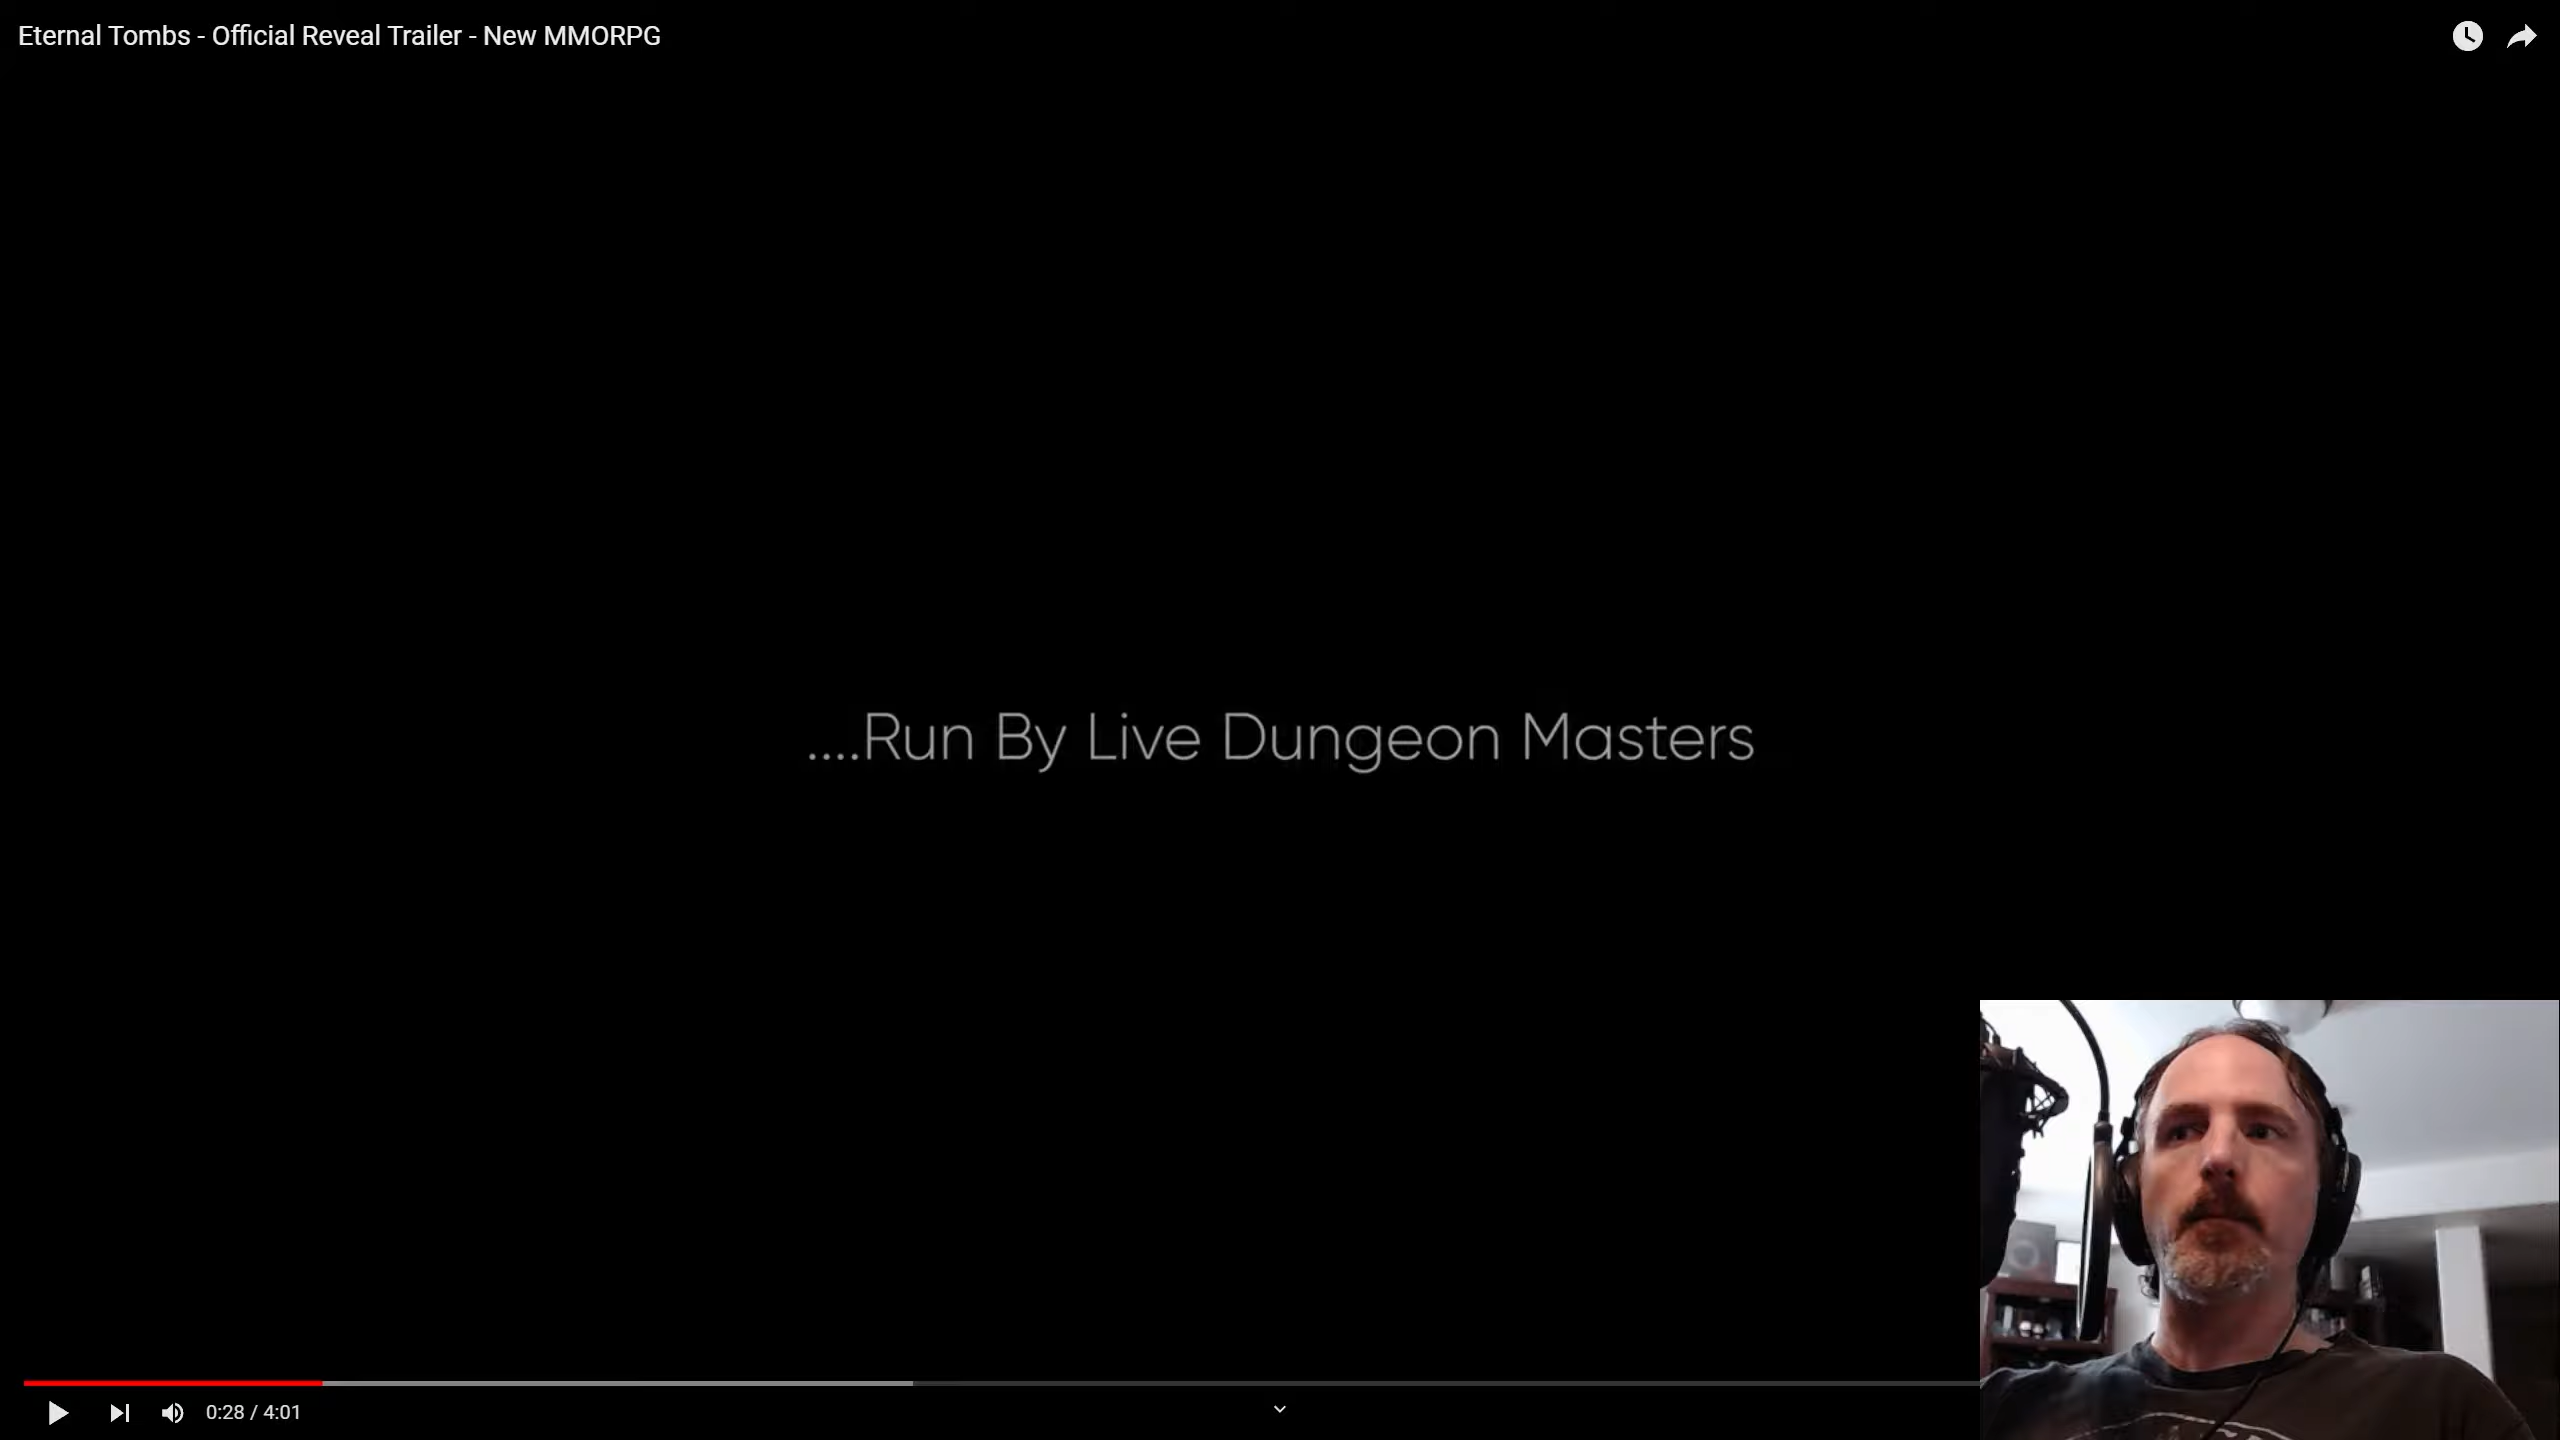 Eternal Tombs - Official Reveal Trailer - New MMORPG
....Run By Live Dungeon Masters
0:28 / 4:01